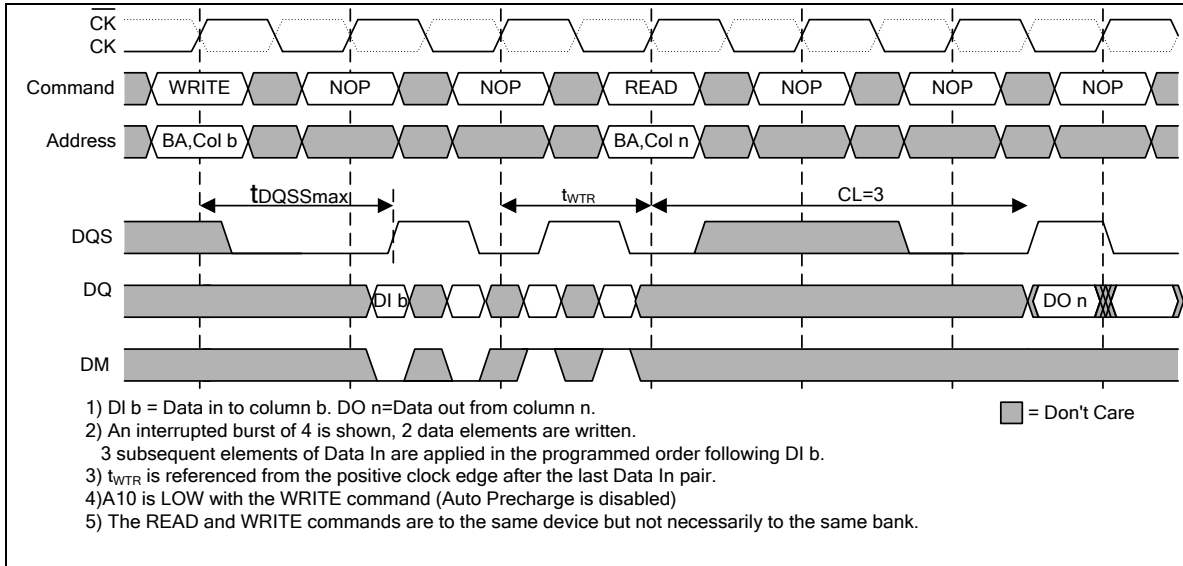 CK
CK
Command WRITE NOP NOP READ NOP NOP NOP
Address BA,Col b BA,Col n
tDQSSmax tWTR CL=3
DQS
DQ DI b DO n
DM
1) DI b = Data in to column b. DO n=Data out from column n.
= Don't Care
2) An interrupted burst of 4 is shown, 2 data elements are written.
3 subsequent elements of Data In are applied in the programmed order following DI b.
3) tWTR is referenced from the positive clock edge after the last Data In pair.
4)A10 is LOW with the WRITE command (Auto Precharge is disabled)
5) The READ and WRITE commands are to the same device but not necessarily to the same bank.